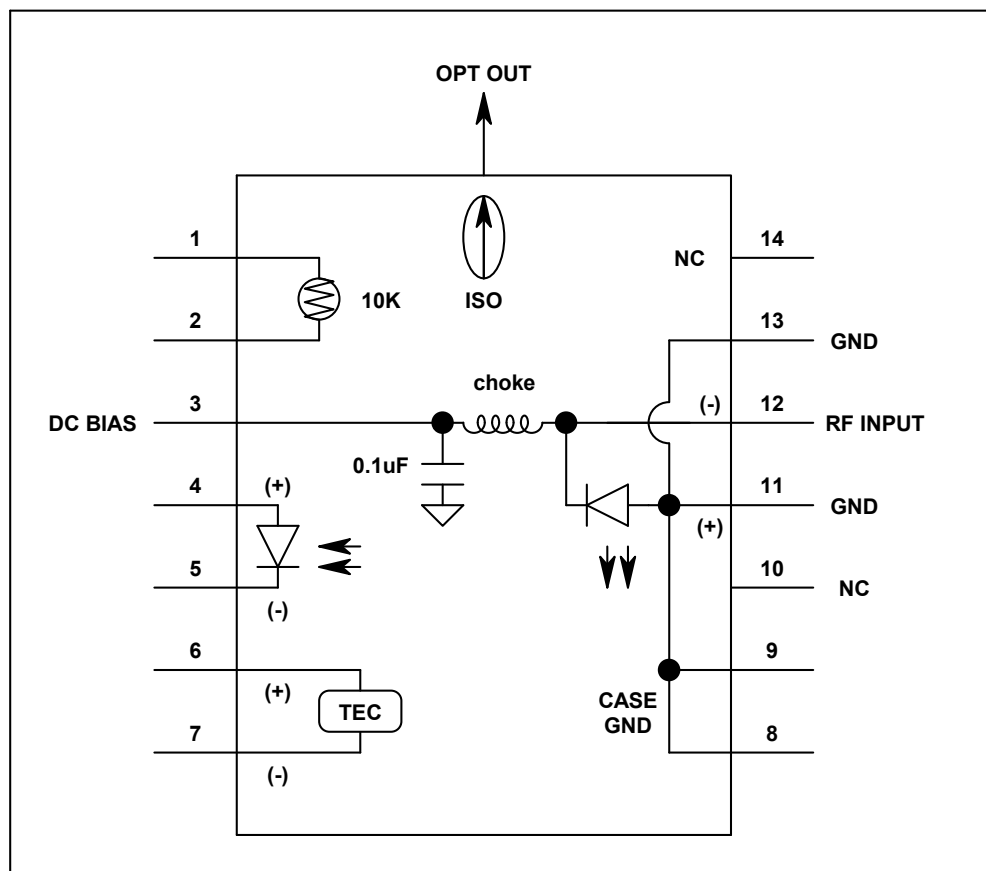 OPT OUT
1
14
NC
10K
ISO
2
13
GND
choke
3
(-)
12
DC BIAS
RF INPUT
0.1uF
4
(+)
11
GND
(+)
5
10
NC
(-)
6
9
(+)
TEC
CASE
GND
7
8
(-)